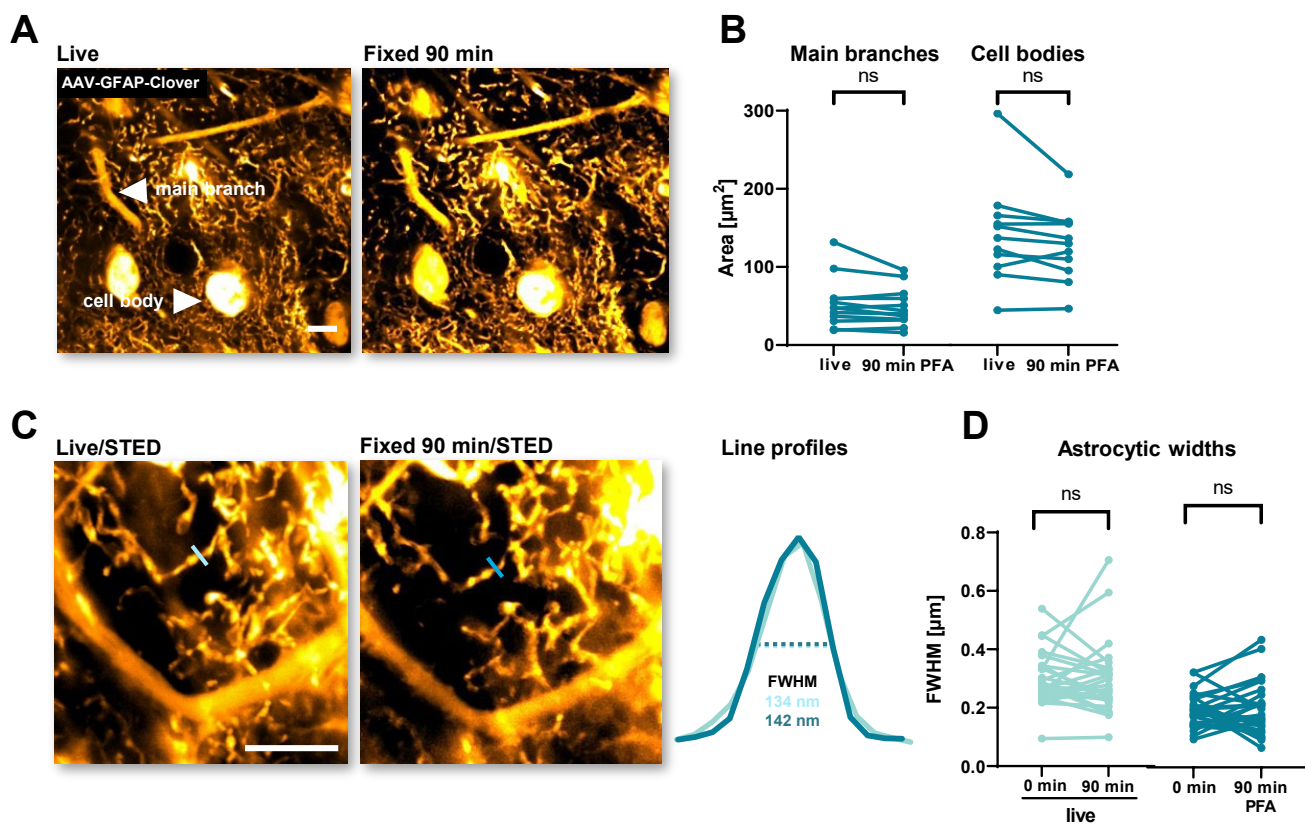 A
Live
Fixed 90 min
AAV-GFAP-Clover
main branch
cell body
B
Main branches
Cell bodies
ns
ns
Area [µm²]
300
200
100
0
live
90 min PFA
live
90 min PFA
C
Live/STED
Fixed 90 min/STED
Line profiles
FWHM
134 nm
142 nm
D
Astrocytic widths
ns
ns
FWHM [µm]
0.8
0.6
0.4
0.2
0.0
0 min
90 min
live
0 min
90 min
PFA